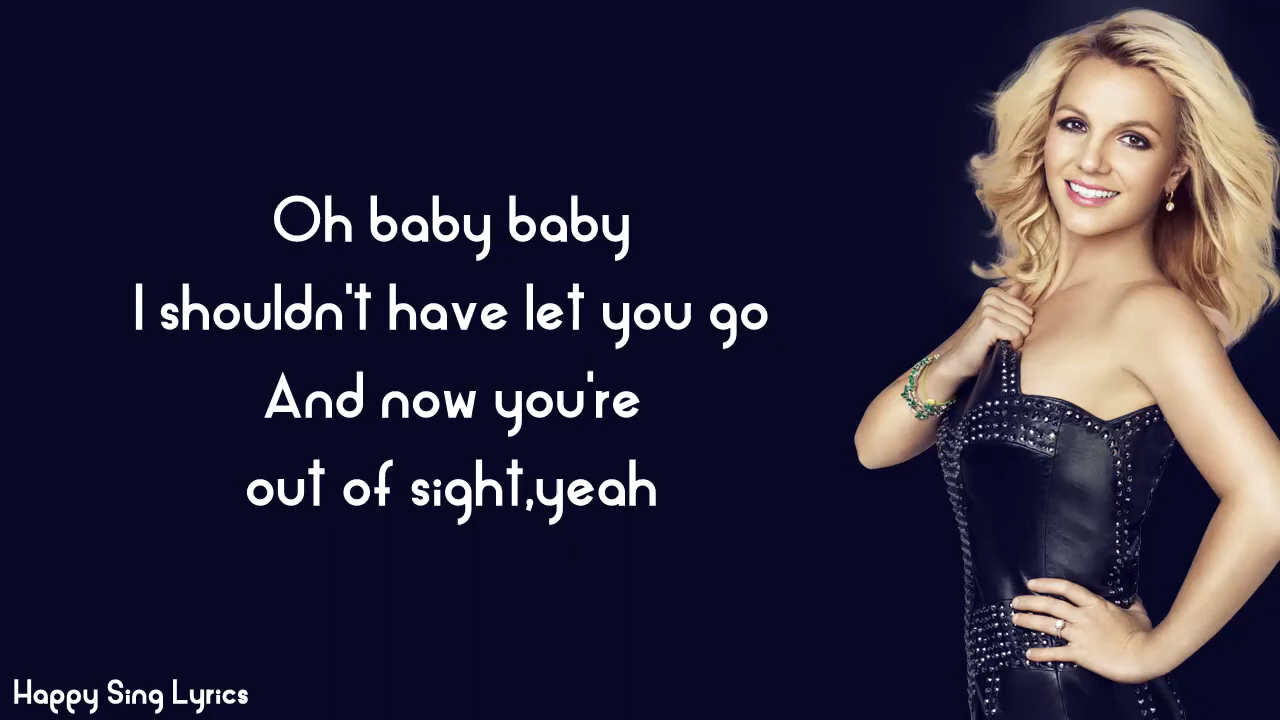 Oh baby baby
I shouldn't have let you go
And now you're
out of sight,yeah
Happy Sing Lyrics